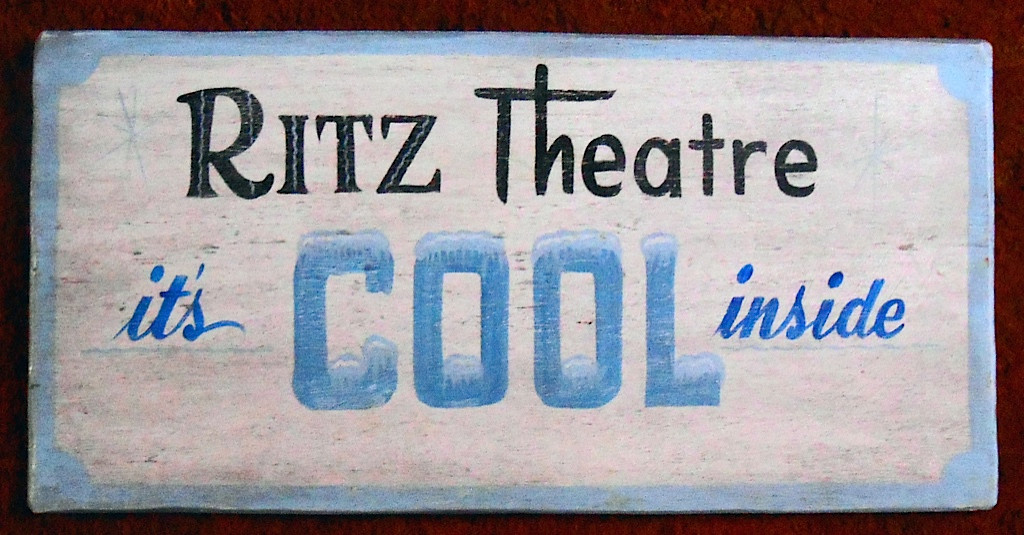 RITZ Theatre
it's COOL inside